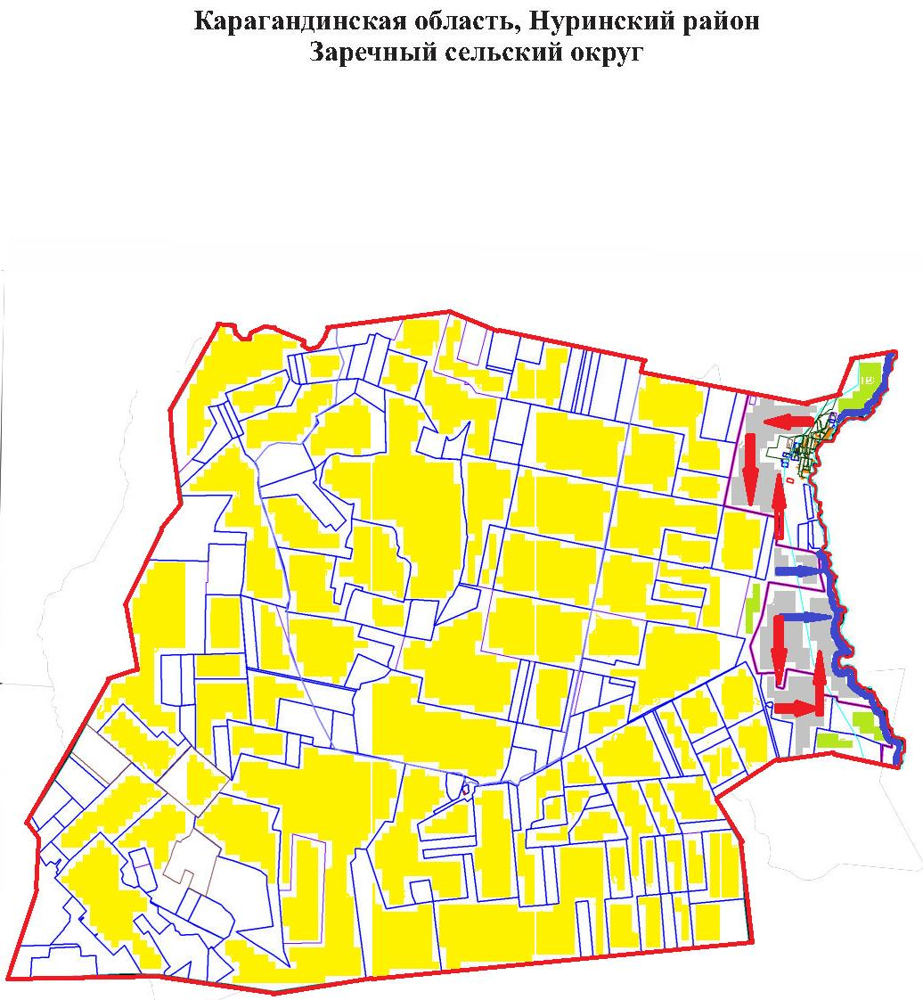 Карагандинская область, Нуринский район
Заречный сельский округ